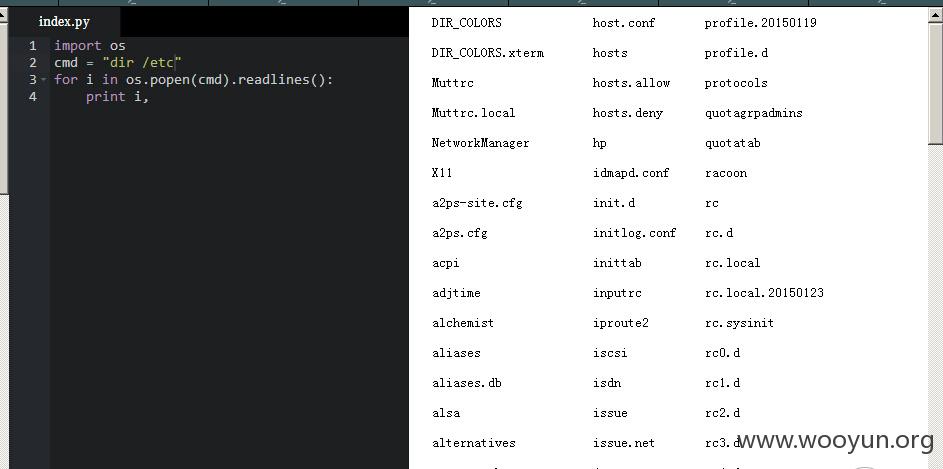 index.py
1 import os
2 cmd = "dir /etc"
3 for i in os.popen(cmd).readlines():
4     print i,
DIR_COLORS host.conf profile.20150119
DIR_COLORS.xterm hosts profile.d
Muttrc hosts.allow protocols
Muttrc.local hosts.deny quotagrpadmins
NetworkManager hp quotatab
X11 idmapd.conf racoon
a2ps-site.cfg init.d rc
a2ps.cfg initlog.conf rc.d
acpi inittab rc.local
adjtime inputrc rc.local.20150123
alchemist iproute2 rc.sysinit
aliases iscsi rc0.d
aliases.db isdn rc1.d
alsa issue rc2.d
alternatives issue.net rc3.d
www.wooyun.org